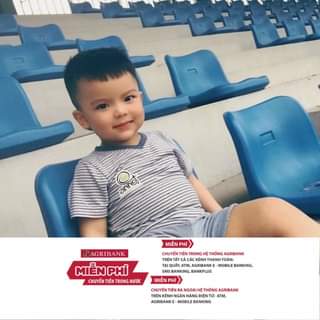 AGRIBANK
MIỄN PHÍ
CHUYỂN TIỀN TRONG NƯỚC
MIỄN PHÍ
CHUYỂN TIỀN TRONG HỆ THỐNG AGRIBANK
TRÊN TẤT CẢ CÁC KÊNH THANH TOÁN:
TẠI QUẦY, ATM, AGRIBANK E - MOBILE BANKING,
SMS BANKING, BANKPLUS
MIỄN PHÍ
CHUYỂN TIỀN RA NGOÀI HỆ THỐNG AGRIBANK
TRÊN KÊNH NGÂN HÀNG ĐIỆN TỬ - ATM,
AGRIBANK E - MOBILE BANKING